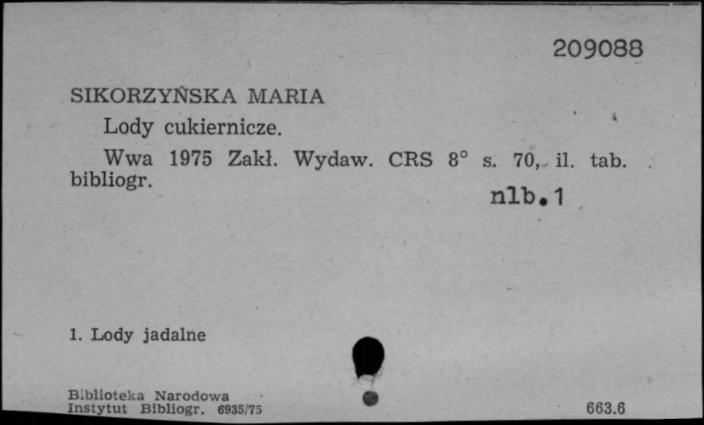 209088
SIKORZYŃSKA MARIA
Lody cukiernicze.
Wwa 1975 Zakł. Wydaw. CRS 8° s. 70, il. tab.
bibliogr.
nlb.1
1. Lody jadalne
Biblioteka Narodowa
Instytut Bibliogr. 6935/75
663.6